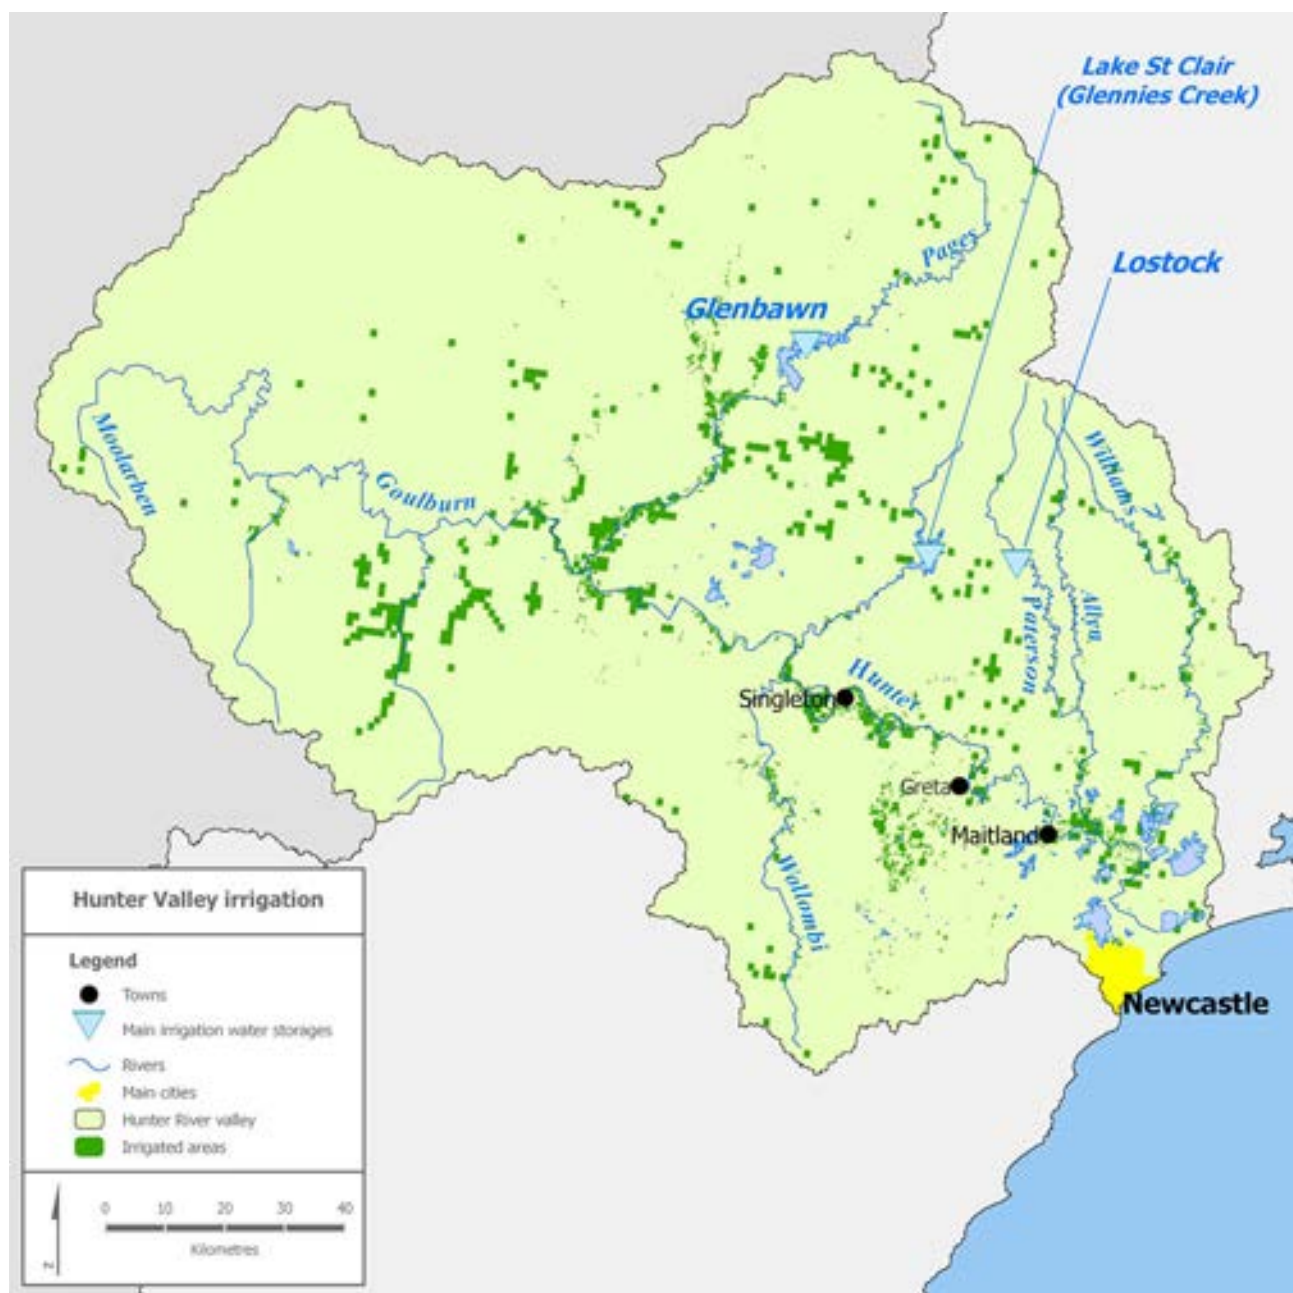 Lake St Clair
(Glennies Creek)
Lostock
Pages
Glenbawn
Moolarben
Goulburn
Williams
Allyn
Paterson
Hunter
Singleton
Greta
Maitland
Wollombi
Newcastle
Hunter Valley irrigation
Legend
Towns
Main irrigation water storages
Rivers
Main cities
Hunter River valley
Irrigated areas
0 10 20 30 40
Kilometres
N